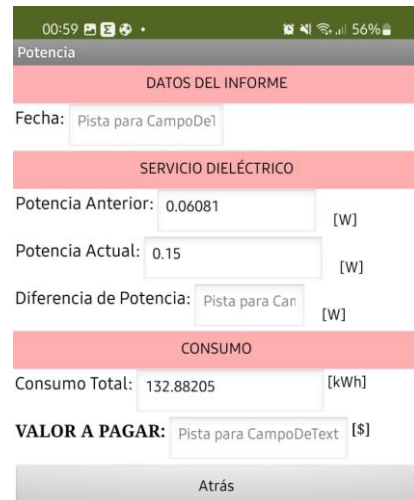 00:59 56%
Potencia
DATOS DEL INFORME
Fecha: Pista para CampoDeT
SERVICIO DIELÉCTRICO
Potencia Anterior: 0.06081 [W]
Potencia Actual: 0.15 [W]
Diferencia de Potencia: Pista para Can [W]
CONSUMO
Consumo Total: 132.88205 [kWh]
VALOR A PAGAR: Pista para CampoDeText [$]
Atrás